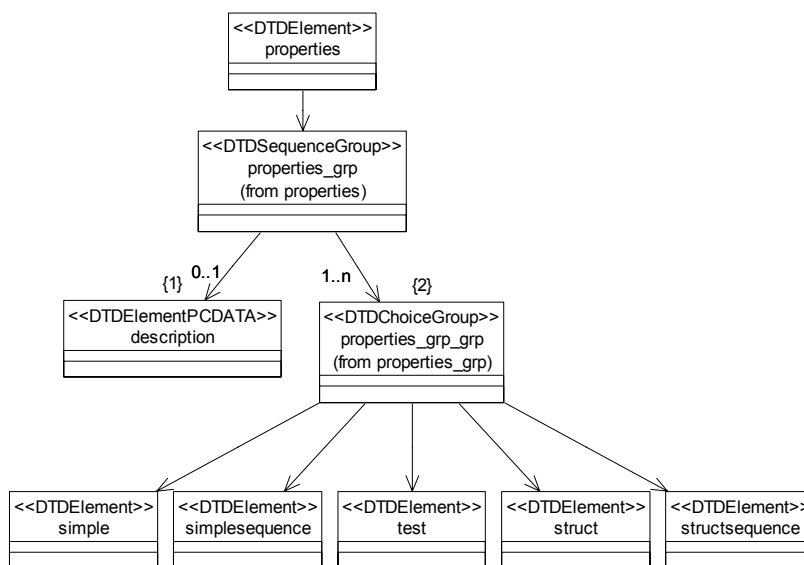 <<DTDElement>>
properties
<<DTDSequenceGroup>>
properties_grp
(from properties)
{1}
0..1
1..n
{2}
<<DTDElementPCDATA>>
description
<<DTDChoiceGroup>>
properties_grp_grp
(from properties_grp)
<<DTDElement>>
simple
<<DTDElement>>
simplesequence
<<DTDElement>>
test
<<DTDElement>>
struct
<<DTDElement>>
structsequence